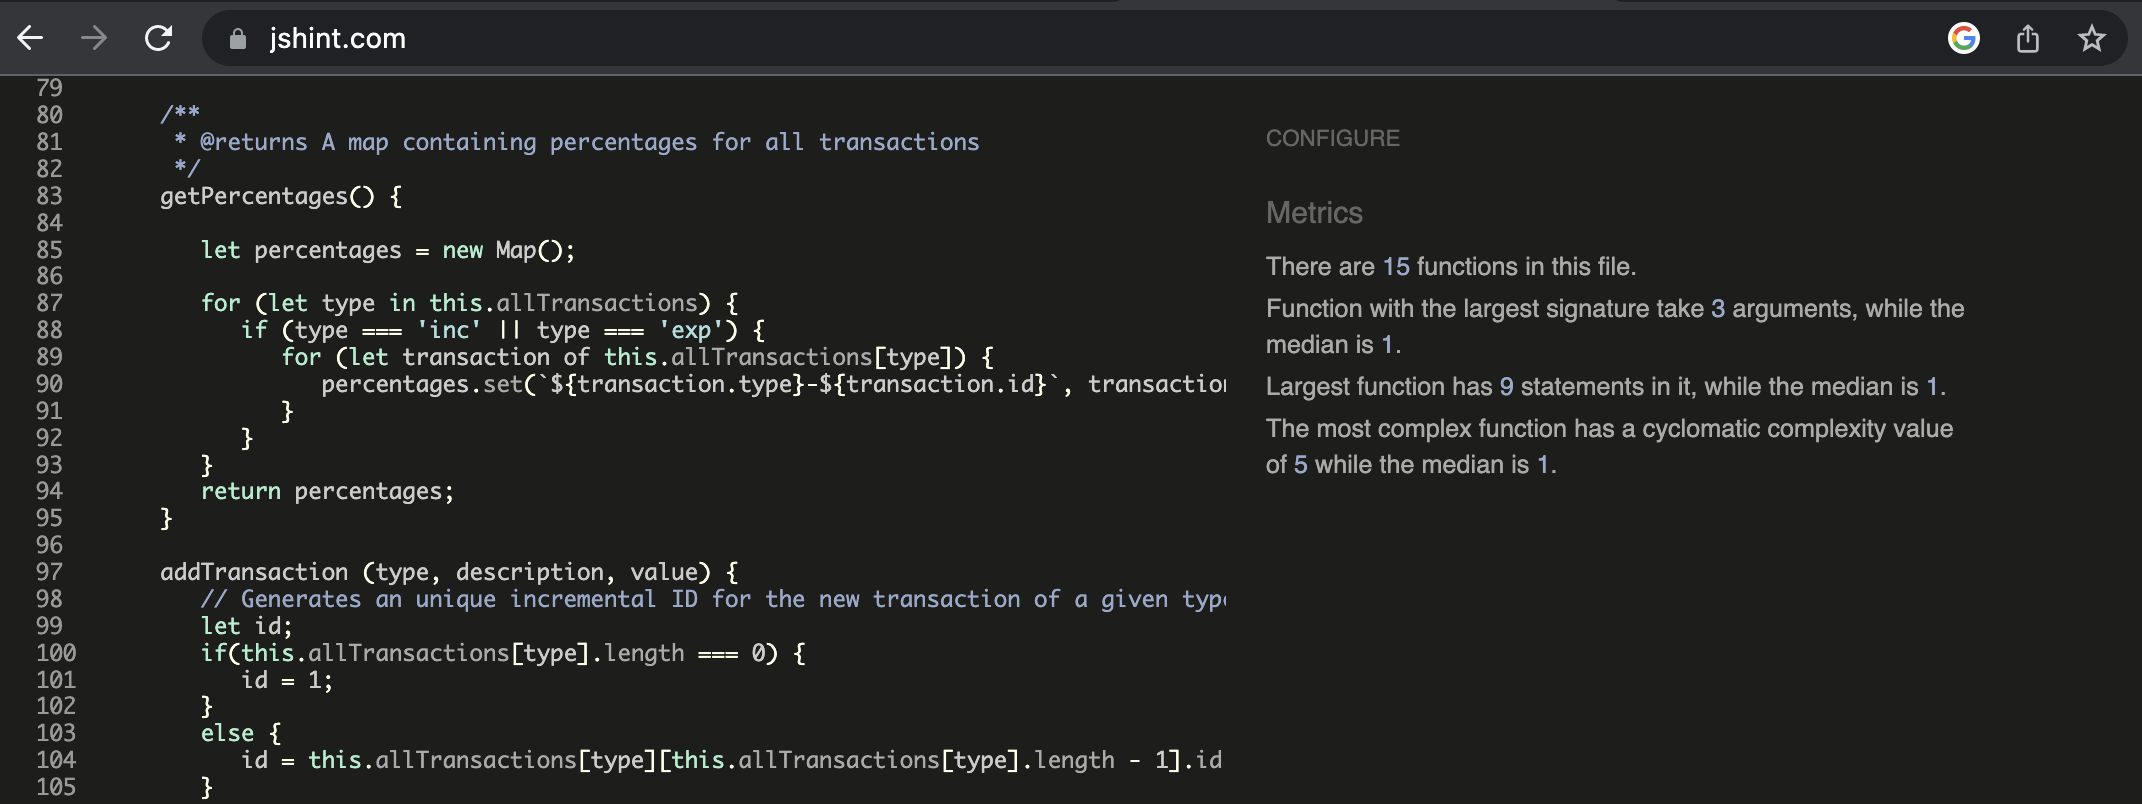 jshint.com
79
80 /**
81 * @returns A map containing percentages for all transactions
82 */
83 getPercentages() {
84
85 let percentages = new Map();
86
87 for (let type in this.allTransactions) {
88 if (type === 'inc' || type === 'exp') {
89 for (let transaction of this.allTransactions[type]) {
90 percentages.set(`${transaction.type}-${transaction.id}`, transaction
91 }
92 }
93 }
94 return percentages;
95 }
96
97 addTransaction (type, description, value) {
98 // Generates an unique incremental ID for the new transaction of a given type
99 let id;
100 if(this.allTransactions[type].length === 0) {
101 id = 1;
102 }
103 else {
104 id = this.allTransactions[type][this.allTransactions[type].length - 1].id
105 }
CONFIGURE
Metrics
There are 15 functions in this file.
Function with the largest signature take 3 arguments, while the
median is 1.
Largest function has 9 statements in it, while the median is 1.
The most complex function has a cyclomatic complexity value
of 5 while the median is 1.